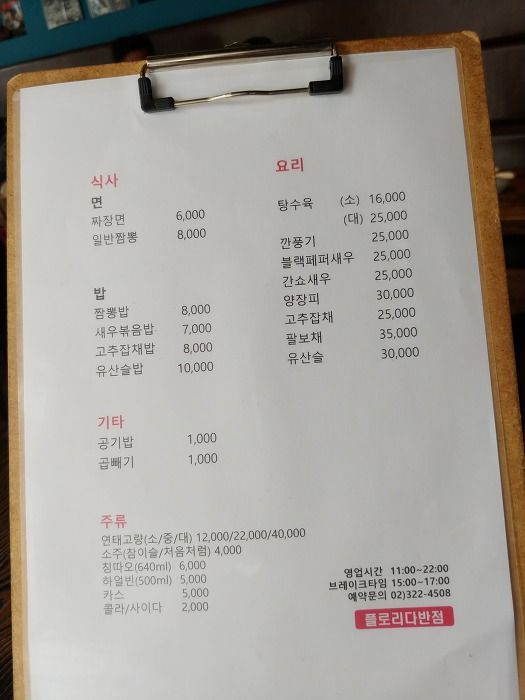 식사
면
짜장면 6,000
일반짬뽕 8,000
밥
짬뽕밥 8,000
새우볶음밥 7,000
고추잡채밥 8,000
유산슬밥 10,000
기타
공기밥 1,000
곱빼기 1,000
요리
탕수육 (소) 16,000
(대) 25,000
깐풍기 25,000
블랙페퍼새우 25,000
간쇼새우 25,000
양장피 30,000
고추잡채 25,000
팔보채 35,000
유산슬 30,000
주류
연태고량(소/중/대) 12,000/22,000/40,000
소주(참이슬/처음처럼) 4,000
칭따오(640ml) 6,000
하얼빈(500ml) 5,000
카스 5,000
콜라/사이다 2,000
영업시간 11:00~22:00
브레이크타임 15:00~17:00
예약문의 02)322-4508
플로리다반점